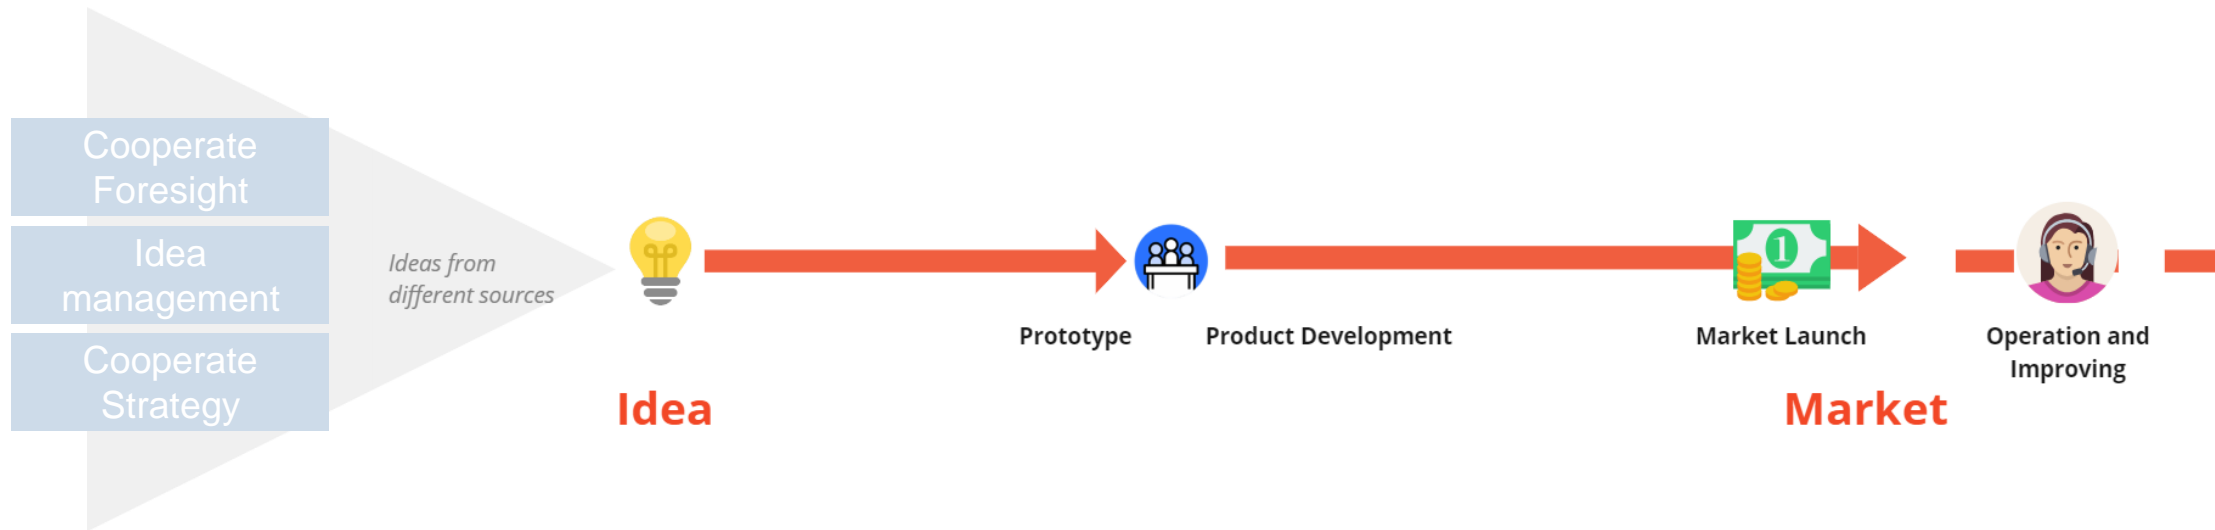 Cooperate
Foresight
Idea
management
Cooperate
Strategy
Ideas from
different sources
1
Prototype
Product Development
Market Launch
Operation and
Improving
Idea
Market